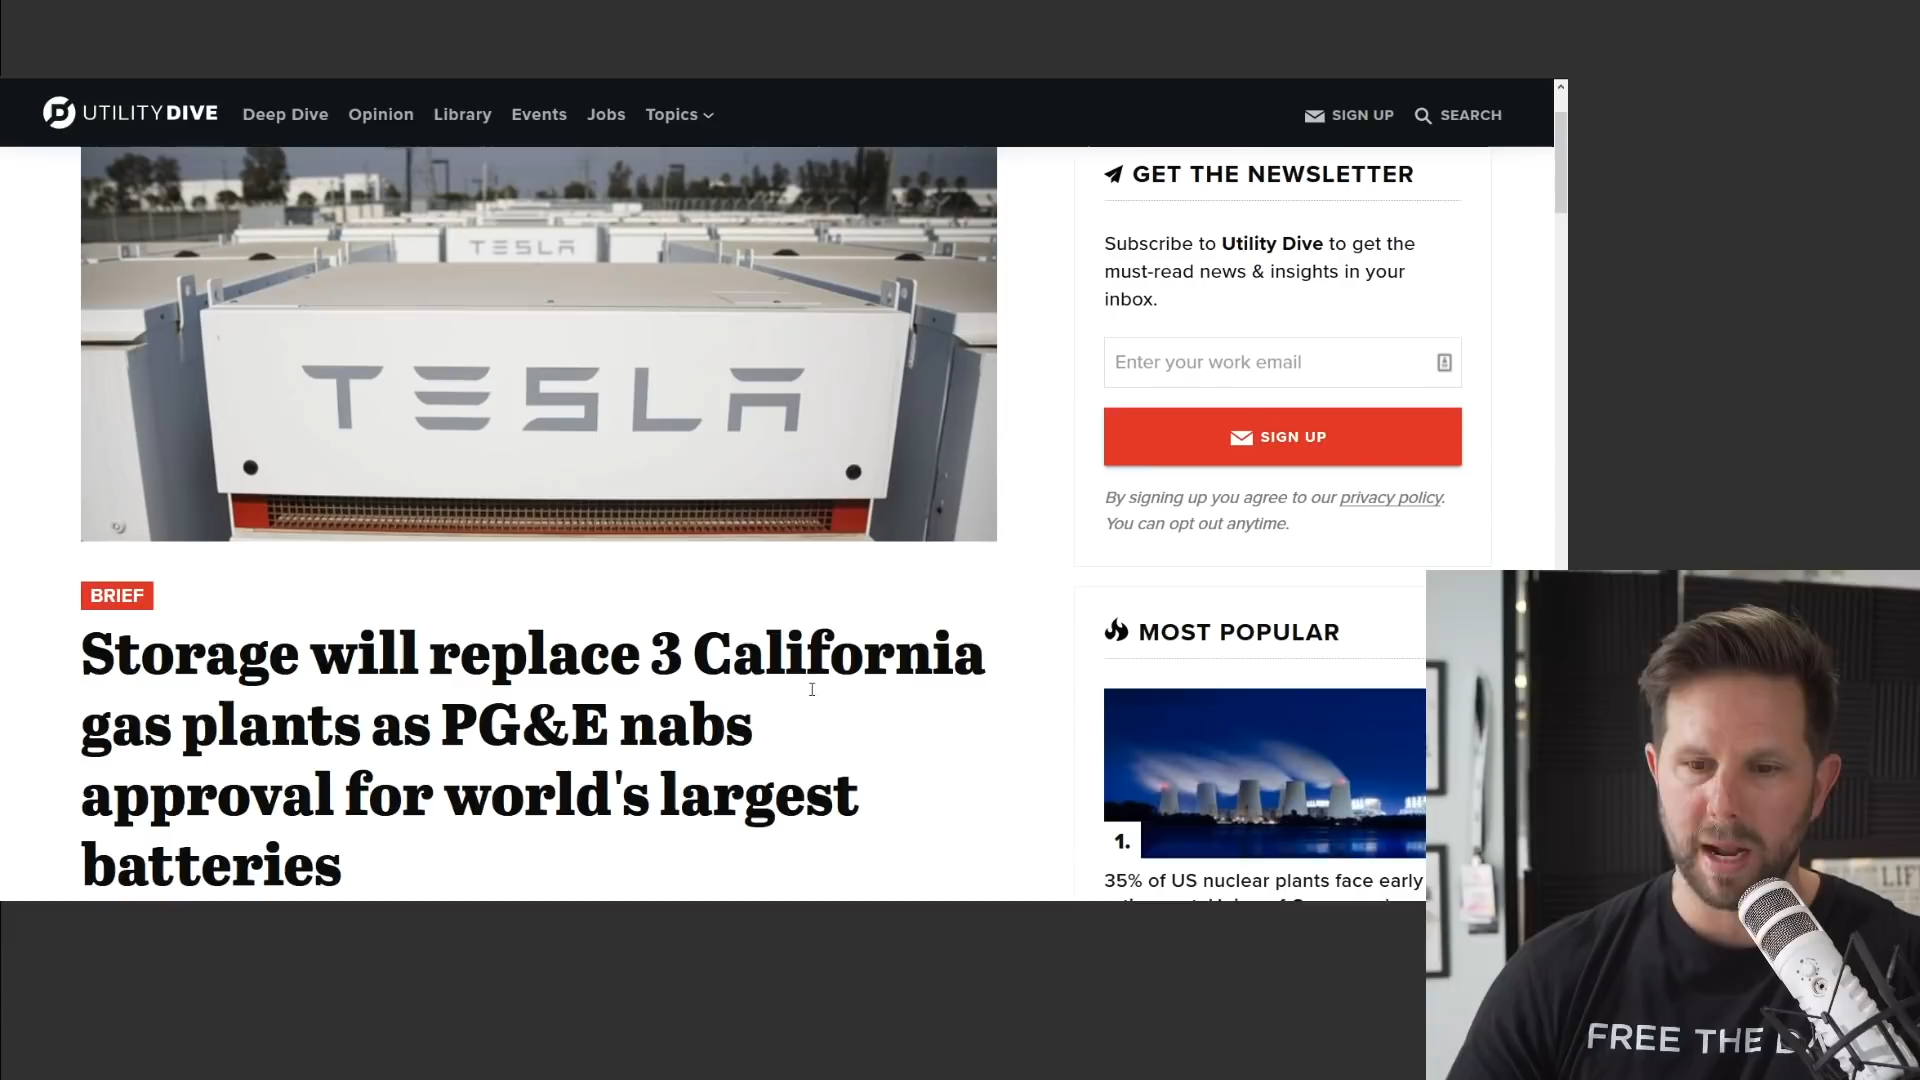 UTILITY DIVE
Deep Dive
Opinion
Library
Events
Jobs
Topics
SIGN UP
SEARCH
TESLA
TESLA
BRIEF
Storage will replace 3 California
gas plants as PG&E nabs
approval for world's largest
batteries
GET THE NEWSLETTER
Subscribe to Utility Dive to get the
must-read news & insights in your
inbox.
Enter your work email
SIGN UP
By signing up you agree to our privacy policy.
You can opt out anytime.
MOST POPULAR
1.
35% of US nuclear plants face early
LIF
FREE THE D